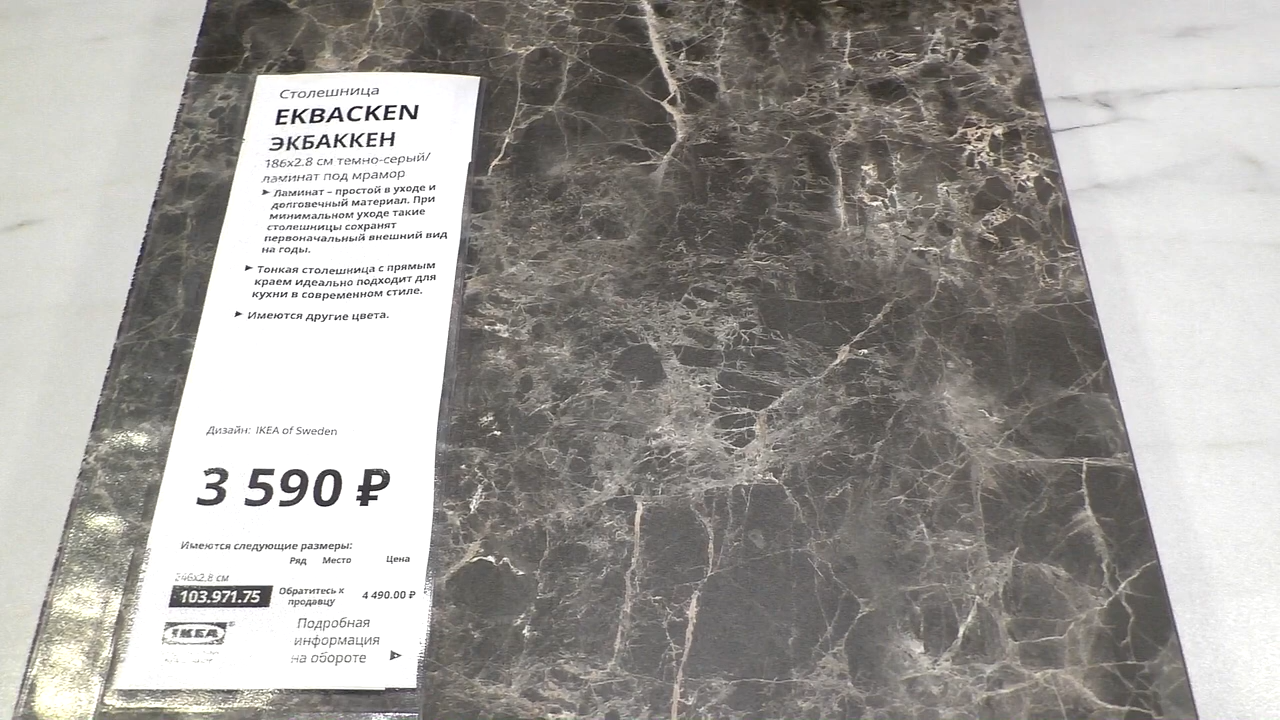 Столешница
EKBACKEN
ЭКБАККЕН
186x2.8 см темно-серый/
ламинат под мрамор
► Ламинат – простой в уходе и
долговечный материал. При
минимальном уходе такие
столешницы сохранят
первоначальный внешний вид
на годы.
► Тонкая столешница с прямым
краем идеально подходит для
кухни в современном стиле.
► Имеются другие цвета.
Дизайн: IKEA of Sweden
3 590 ₽
Имеются следующие размеры:
Ряд Место Цена
246x2.8 см
103.971.75 Обратитесь к продавцу 4 490.00 ₽
IKEA
Подробная
информация
на обороте ►